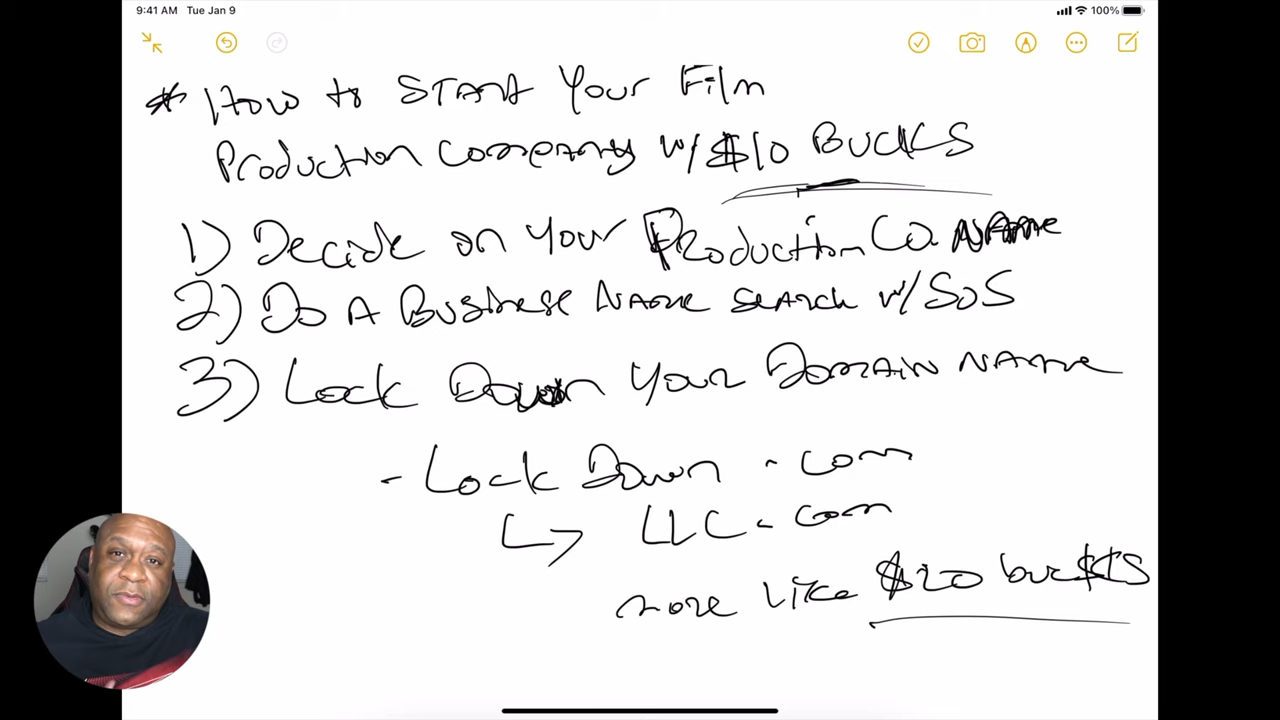 9:41 AM Tue Jan 9
100%
* How to START Your Film
Production Company w/ $10 BUCKS
1) Decide on Your Production Co. NAME
2) Do A Business NAME SEARCH w/ SOS
3) Lock Down YOUR DOMAIN NAME
- Lock Down .com
↳ LLC.com
more like $20 bucks